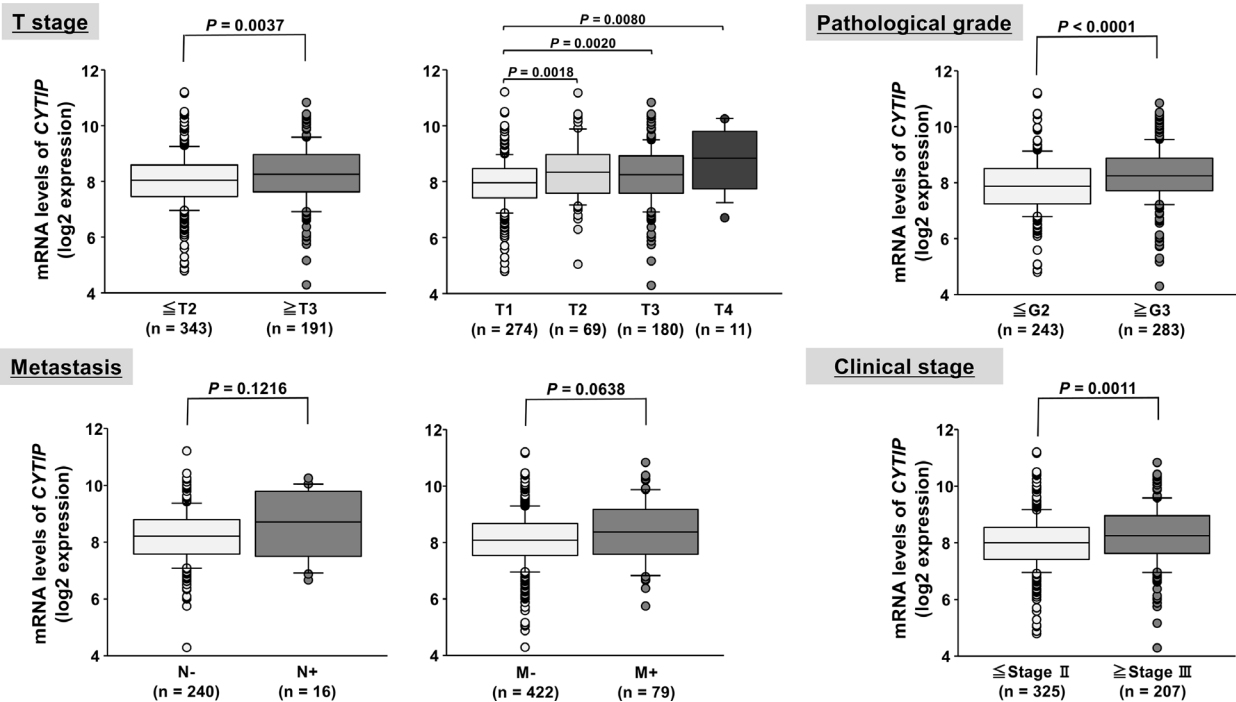 T stage
P = 0.0037
mRNA levels of CYTIP
(log2 expression)
12
10
8
6
4
≦T2
(n = 343)
≧T3
(n = 191)
P = 0.0080
P = 0.0020
P = 0.0018
12
10
8
6
4
T1
(n = 274)
T2
(n = 69)
T3
(n = 180)
T4
(n = 11)
Pathological grade
P < 0.0001
mRNA levels of CYTIP
(log2 expression)
12
10
8
6
4
≦G2
(n = 243)
≧G3
(n = 283)
Metastasis
P = 0.1216
mRNA levels of CYTIP
(log2 expression)
12
10
8
6
4
N-
(n = 240)
N+
(n = 16)
P = 0.0638
12
10
8
6
4
M-
(n = 422)
M+
(n = 79)
Clinical stage
P = 0.0011
mRNA levels of CYTIP
(log2 expression)
12
10
8
6
4
≦Stage Ⅱ
(n = 325)
≧Stage Ⅲ
(n = 207)